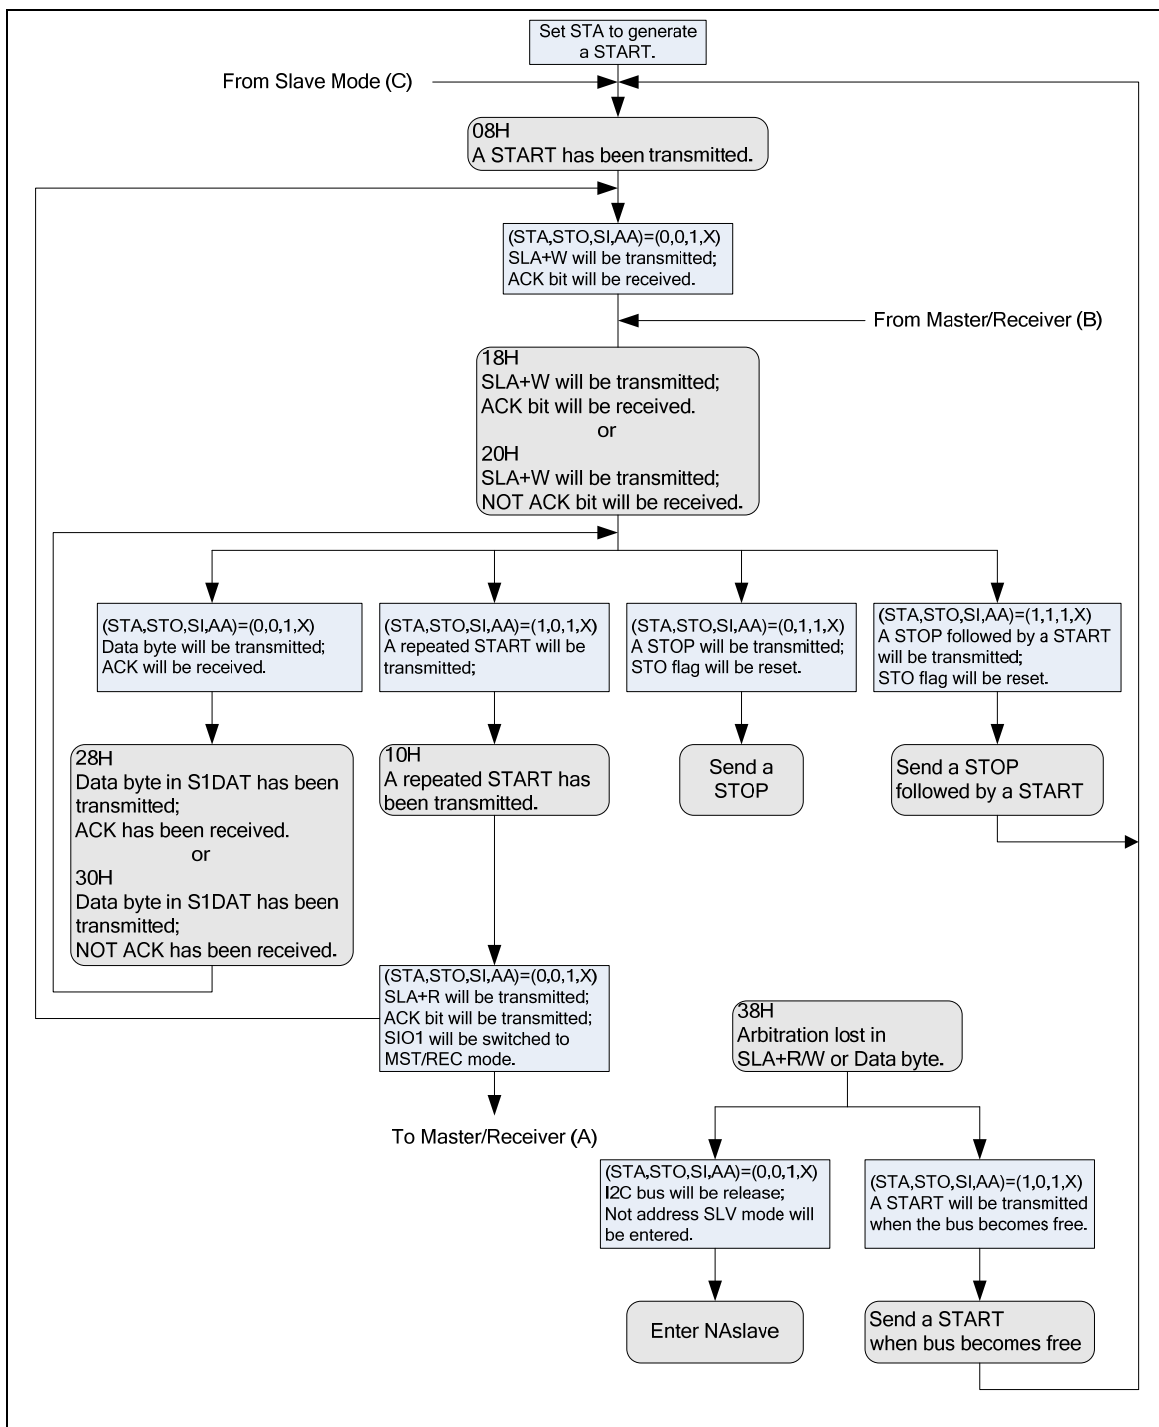 Set STA to generate
a START.
From Slave Mode (C)
08H
A START has been transmitted.
(STA,STO,SI,AA)=(0,0,1,X)
SLA+W will be transmitted;
ACK bit will be received.
From Master/Receiver (B)
18H
SLA+W will be transmitted;
ACK bit will be received.
or
20H
SLA+W will be transmitted;
NOT ACK bit will be received.
(STA,STO,SI,AA)=(0,0,1,X)
Data byte will be transmitted;
ACK will be received.
(STA,STO,SI,AA)=(1,0,1,X)
A repeated START will be
transmitted;
(STA,STO,SI,AA)=(0,1,1,X)
A STOP will be transmitted;
STO flag will be reset.
(STA,STO,SI,AA)=(1,1,1,X)
A STOP followed by a START
will be transmitted;
STO flag will be reset.
28H
Data byte in S1DAT has been
transmitted;
ACK has been received.
or
30H
Data byte in S1DAT has been
transmitted;
NOT ACK has been received.
10H
A repeated START has
been transmitted.
Send a
STOP
Send a STOP
followed by a START
(STA,STO,SI,AA)=(0,0,1,X)
SLA+R will be transmitted;
ACK bit will be transmitted;
SIO1 will be switched to
MST/REC mode.
To Master/Receiver (A)
38H
Arbitration lost in
SLA+R/W or Data byte.
(STA,STO,SI,AA)=(0,0,1,X)
I2C bus will be release;
Not address SLV mode will
be entered.
(STA,STO,SI,AA)=(1,0,1,X)
A START will be transmitted
when the bus becomes free.
Enter NAslave
Send a START
when bus becomes free